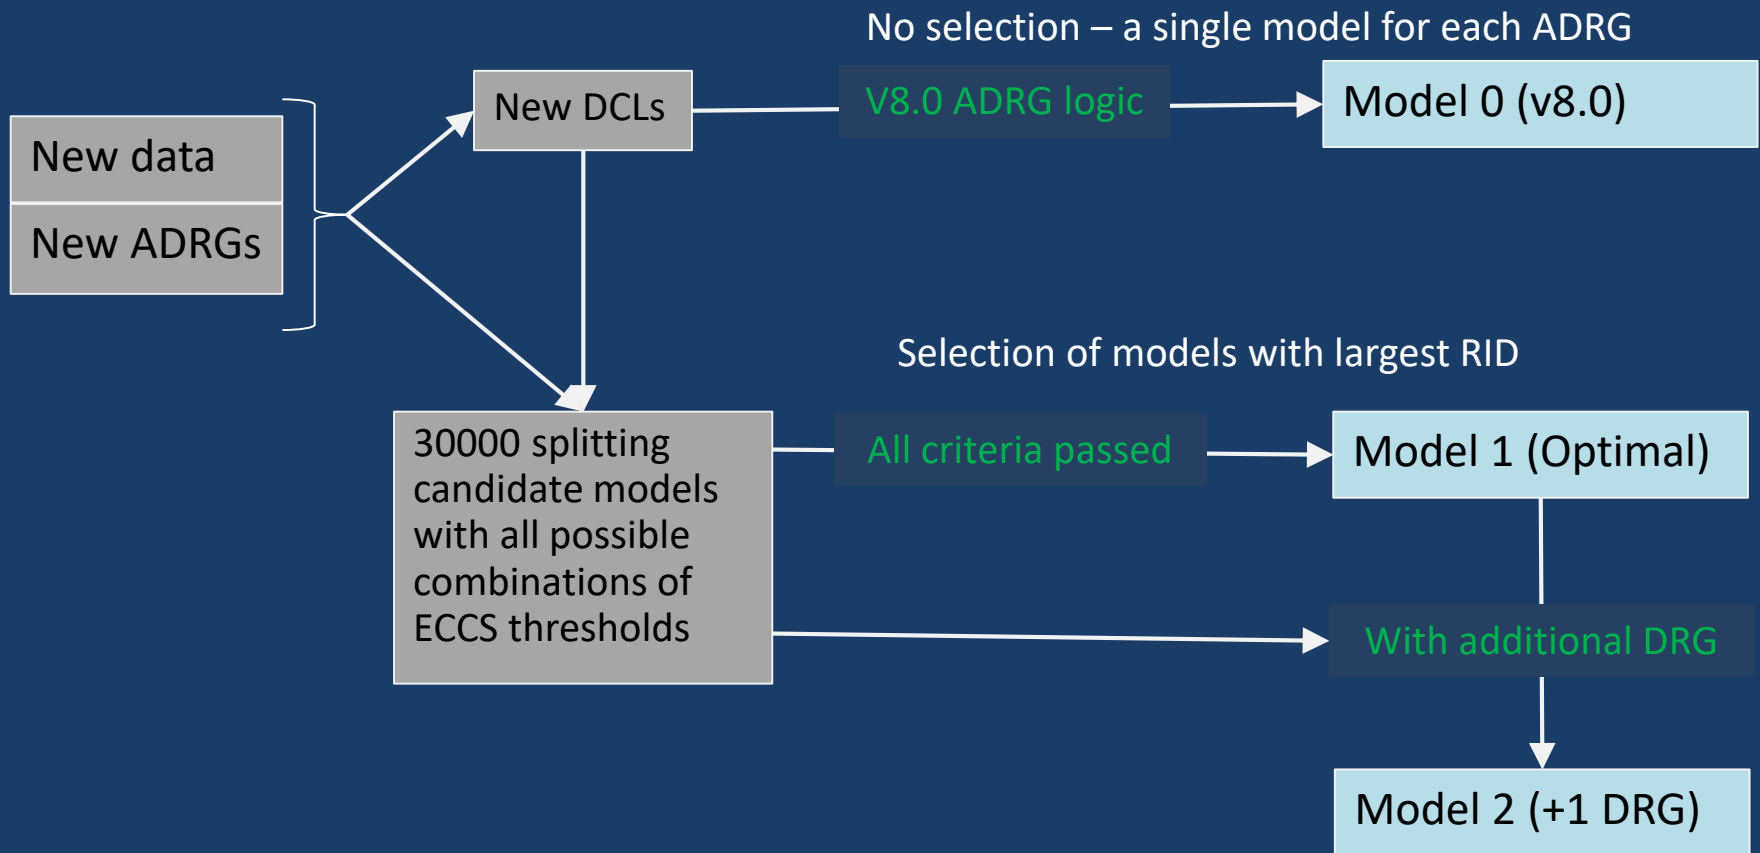 No selection – a single model for each ADRG
New DCLs
V8.0 ADRG logic
Model 0 (v8.0)
New data
New ADRGs
Selection of models with largest RID
30000 splitting
candidate models
with all possible
combinations of
ECCS thresholds
All criteria passed
Model 1 (Optimal)
With additional DRG
Model 2 (+1 DRG)